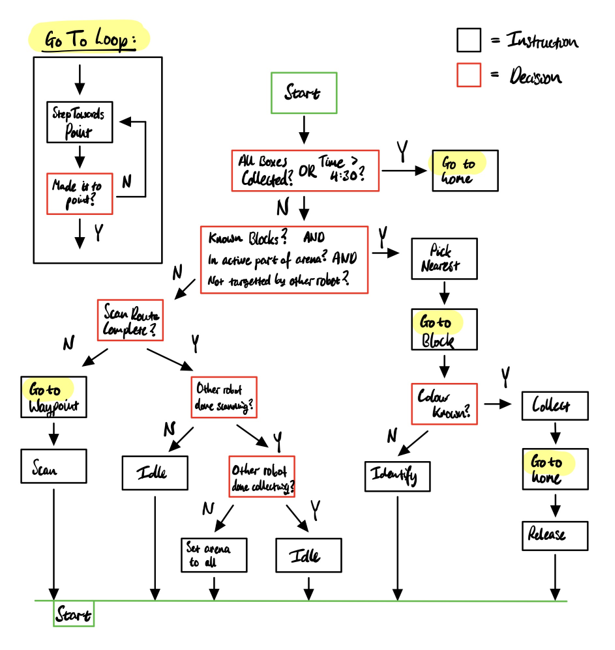 Go To Loop:
= Instruction
= Decision
Step Towards
Point
Made is to
point?
N
Y
Start
All Boxes
Collected? OR Time >
4:30?
Y
Go to
home
N
Known Blocks? AND
In active part of arena? AND
Not targetted by other robot?
Y
Pick
Nearest
N
Scan Route
Complete?
Go to
Block
N
Y
Go to
Waypoint
Other robot
done scanning?
Colour
Known?
Y
Collect
Scan
N
Idle
Y
Other robot
done collecting?
N
Identify
Go to
home
N
Y
Set arena
to all
Idle
Release
Start